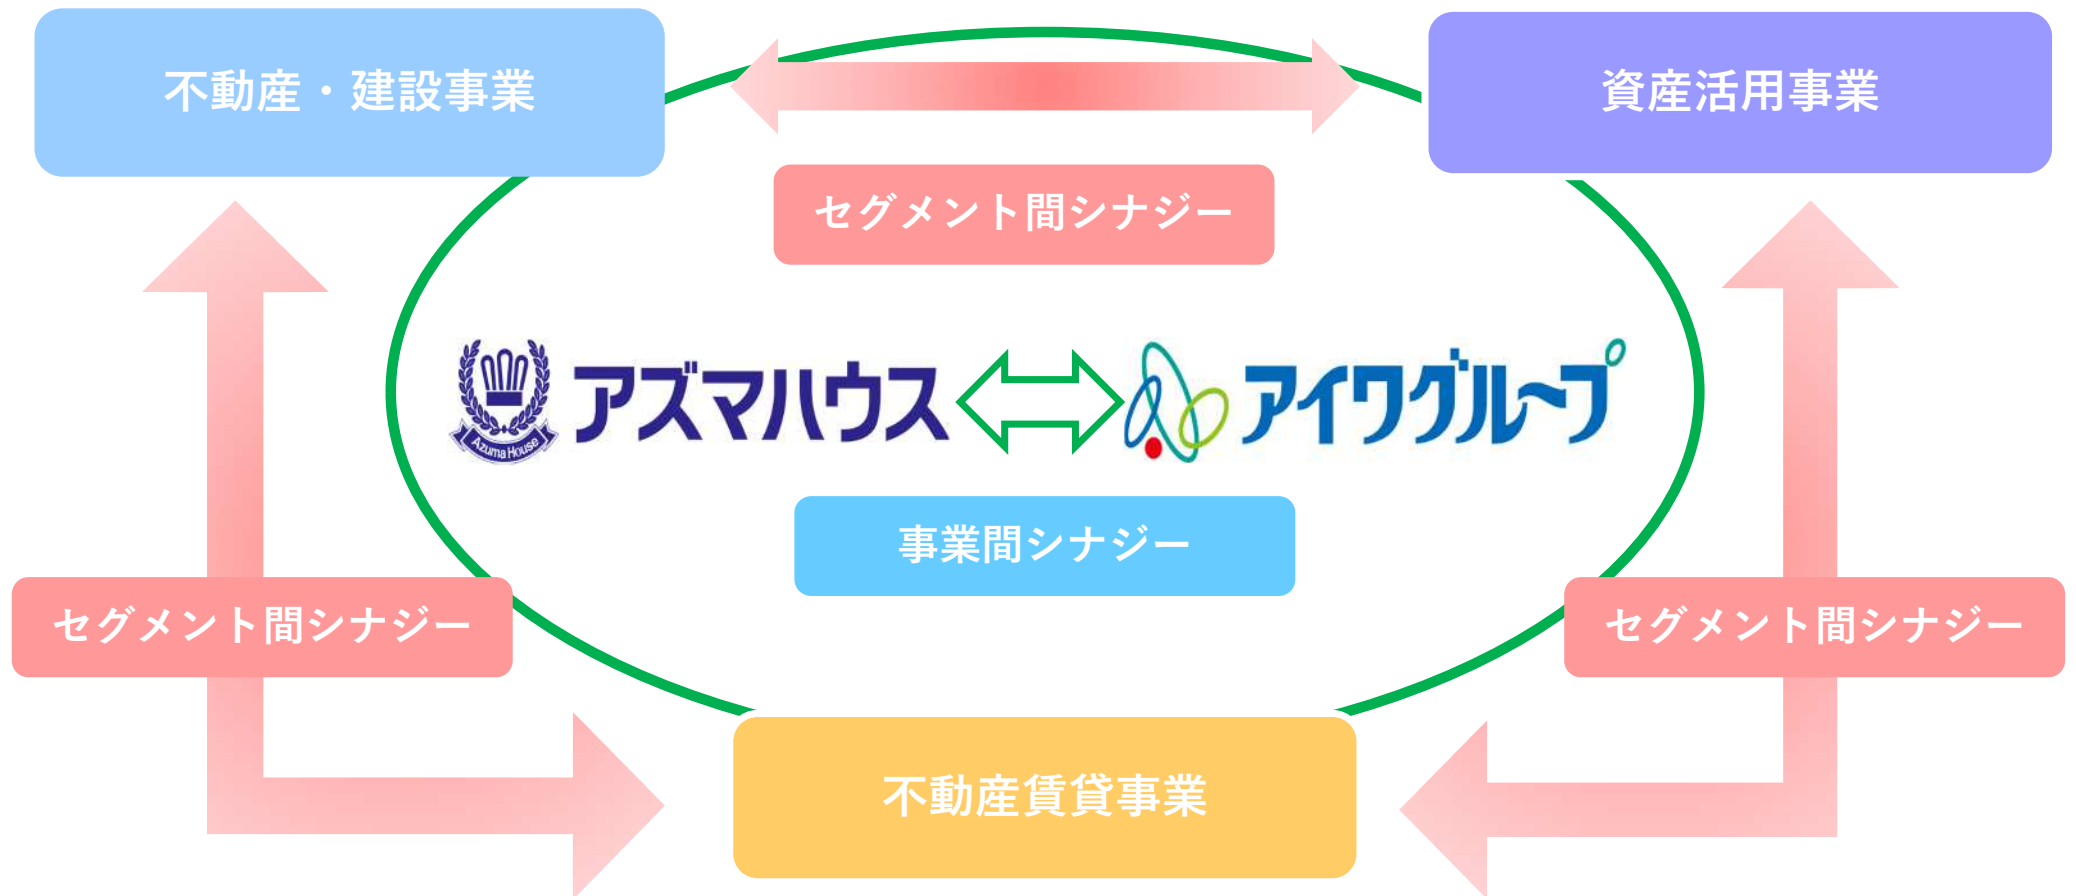 不動産・建設事業
資産活用事業
セグメント間シナジー
Azuma House
アズマハウス
アイワグループ
事業間シナジー
セグメント間シナジー
セグメント間シナジー
不動産賃貸事業